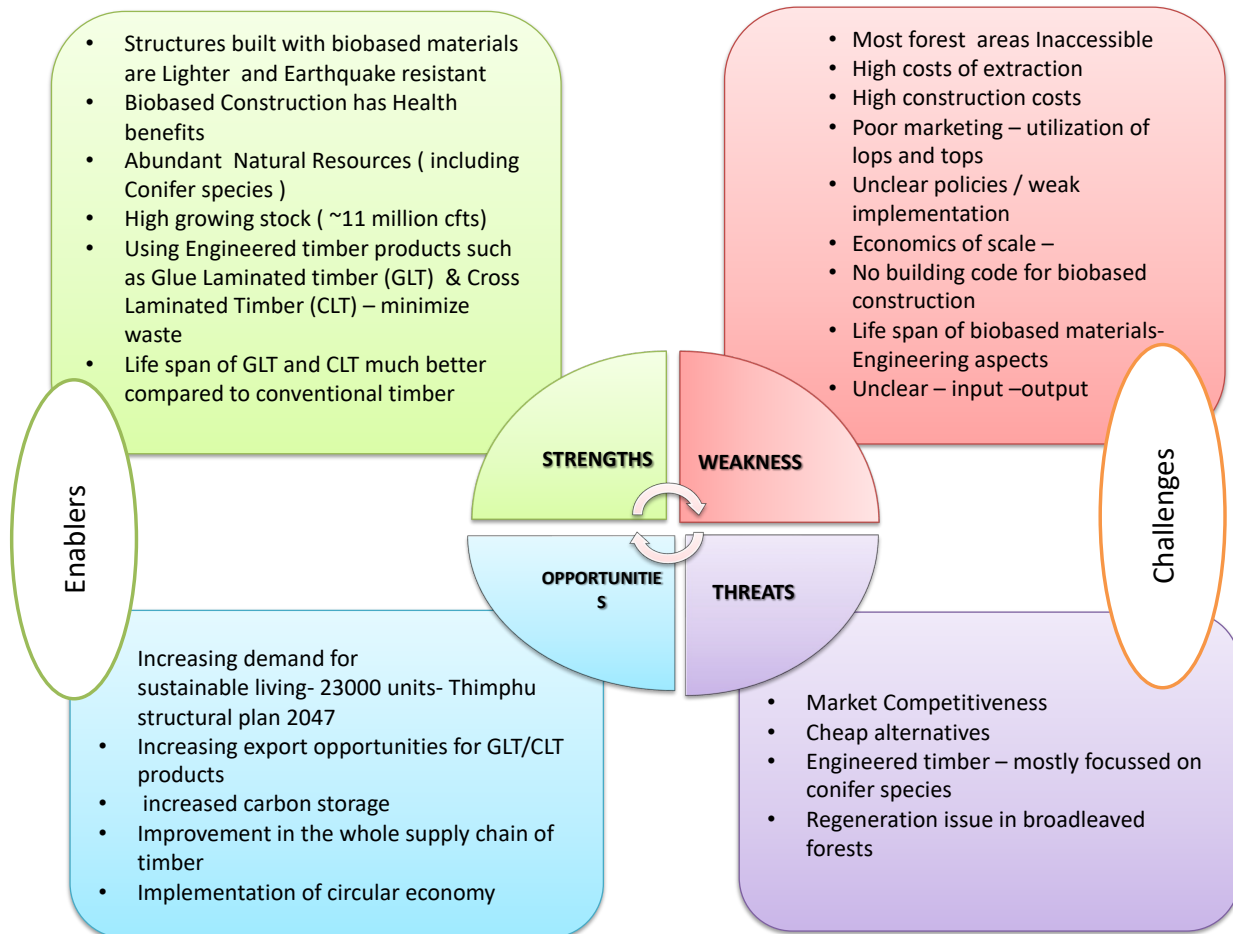 • Structures built with biobased materials
are Lighter and Earthquake resistant
• Biobased Construction has Health
benefits
• Abundant Natural Resources ( including
Conifer species )
• High growing stock ( ~11 million cfts)
• Using Engineered timber products such
as Glue Laminated timber (GLT) & Cross
Laminated Timber (CLT) – minimize
waste
• Life span of GLT and CLT much better
compared to conventional timber
• Most forest areas Inaccessible
• High costs of extraction
• High construction costs
• Poor marketing – utilization of
lops and tops
• Unclear policies / weak
implementation
• Economics of scale –
• No building code for biobased
construction
• Life span of biobased materials-
Engineering aspects
• Unclear – input –output
Enablers
STRENGTHS
WEAKNESS
OPPORTUNITIE
S
THREATS
Challenges
Increasing demand for
sustainable living- 23000 units- Thimphu
structural plan 2047
• Increasing export opportunities for GLT/CLT
products
• increased carbon storage
• Improvement in the whole supply chain of
timber
• Implementation of circular economy
• Market Competitiveness
• Cheap alternatives
• Engineered timber – mostly focussed on
conifer species
• Regeneration issue in broadleaved
forests